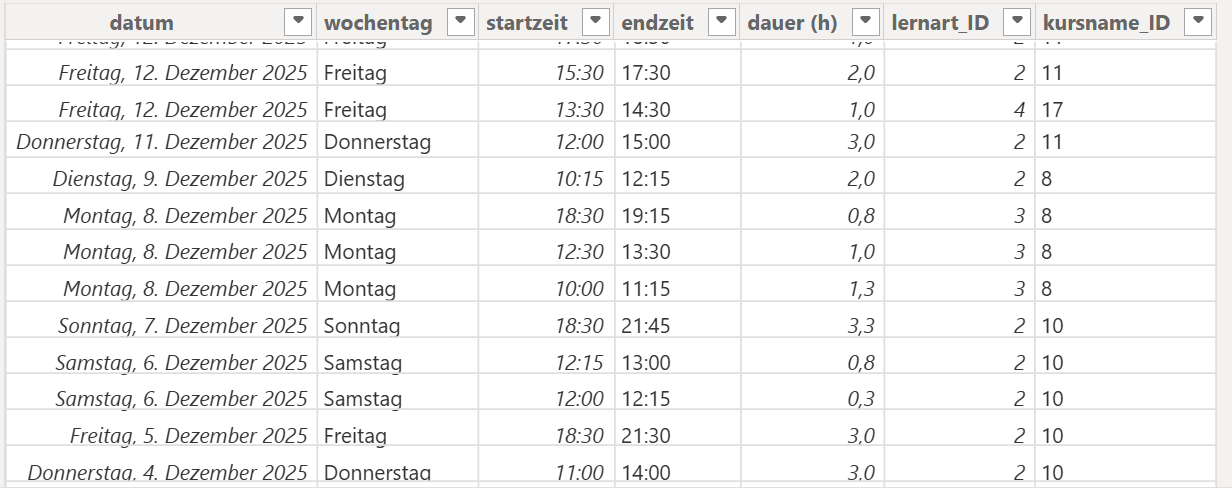 datum wochentag startzeit endzeit dauer (h) lernart_ID kursname_ID
Freitag, 12. Dezember 2025 Freitag 15:30 17:30 2,0 2 11
Freitag, 12. Dezember 2025 Freitag 13:30 14:30 1,0 4 17
Donnerstag, 11. Dezember 2025 Donnerstag 12:00 15:00 3,0 2 11
Dienstag, 9. Dezember 2025 Dienstag 10:15 12:15 2,0 2 8
Montag, 8. Dezember 2025 Montag 18:30 19:15 0,8 3 8
Montag, 8. Dezember 2025 Montag 12:30 13:30 1,0 3 8
Montag, 8. Dezember 2025 Montag 10:00 11:15 1,3 3 8
Sonntag, 7. Dezember 2025 Sonntag 18:30 21:45 3,3 2 10
Samstag, 6. Dezember 2025 Samstag 12:15 13:00 0,8 2 10
Samstag, 6. Dezember 2025 Samstag 12:00 12:15 0,3 2 10
Freitag, 5. Dezember 2025 Freitag 18:30 21:30 3,0 2 10
Donnerstag, 4. Dezember 2025 Donnerstag 11:00 14:00 3,0 2 10